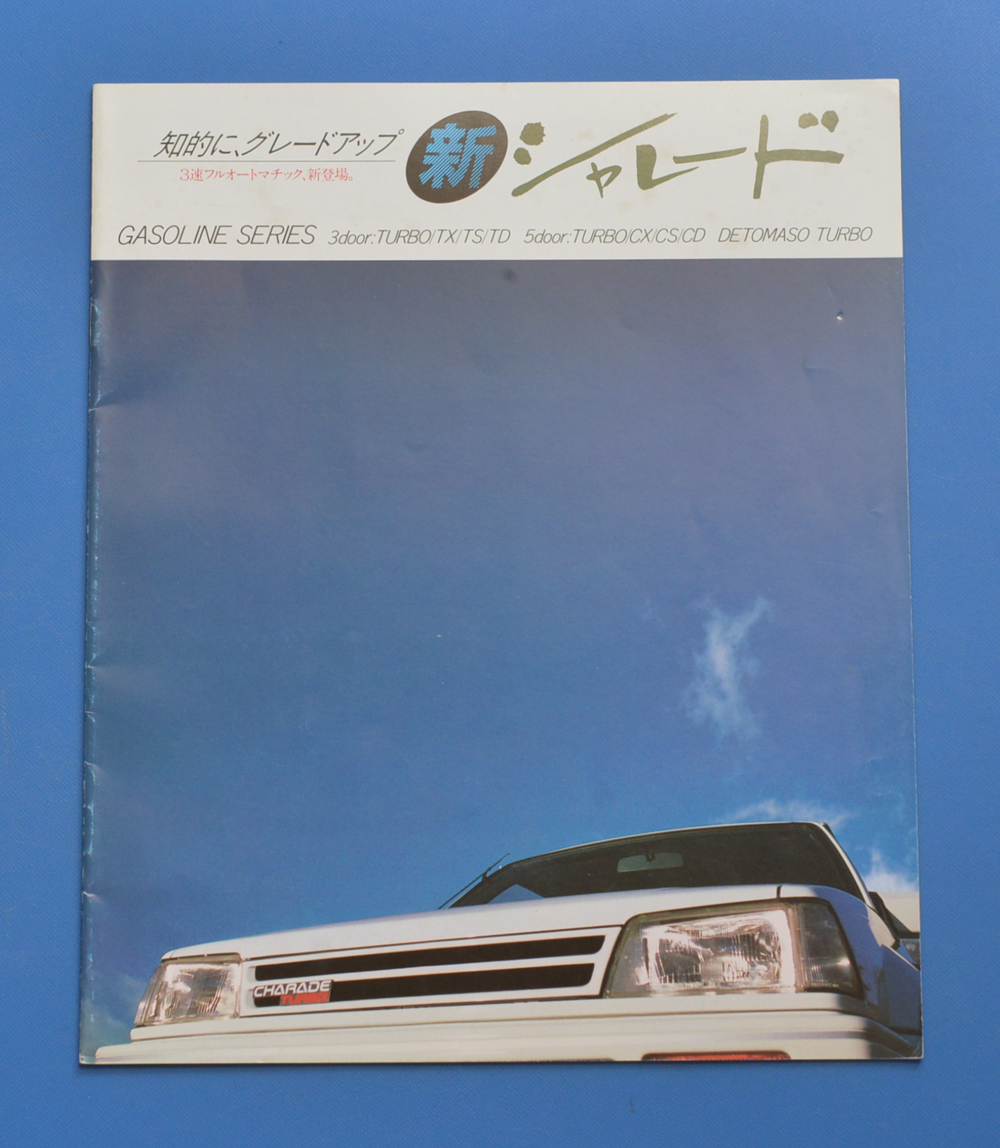 知的に、グレードアップ
3速フルオートマチック、新登場。
新シャレード
GASOLINE SERIES 3door:TURBO/TX/TS/TD 5door:TURBO/CX/CS/CD DETOMASO TURBO
CHARADE
TURBO